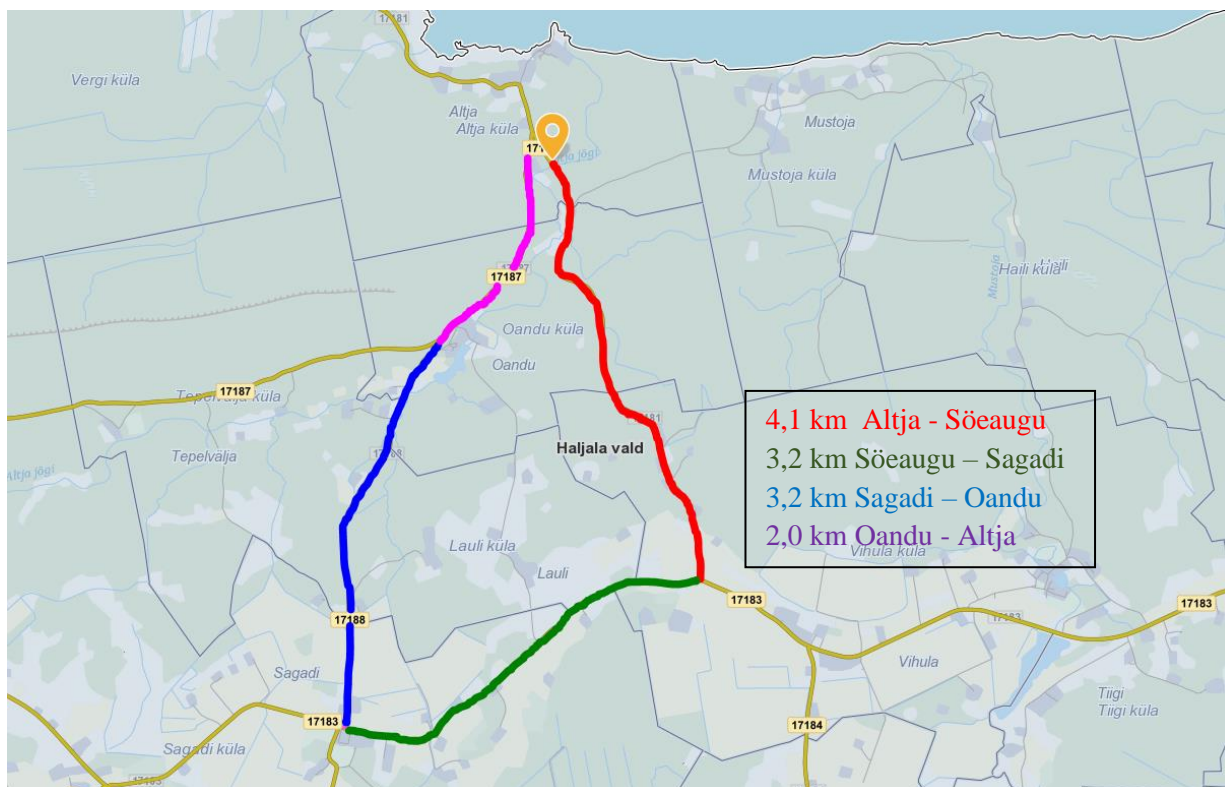 17181
Vergi küla
Altja
Altja küla
jõgi
Mustoja
Mustoja küla
Mustoja
Haili küla
Haili
17187
Oandu küla
Oandu
17187
Tepelvälja küla
Tepelvälja
Altja jõgi
Haljala vald
4,1 km Altja - Söeaugu
3,2 km Söeaugu – Sagadi
3,2 km Sagadi – Oandu
2,0 km Oandu - Altja
Lauli küla
Lauli
Vihula küla
17183
17183
17183
17188
Sagadi
Vihula
Tiigi
Tiigi küla
17183
17184
Sagadi küla
17183